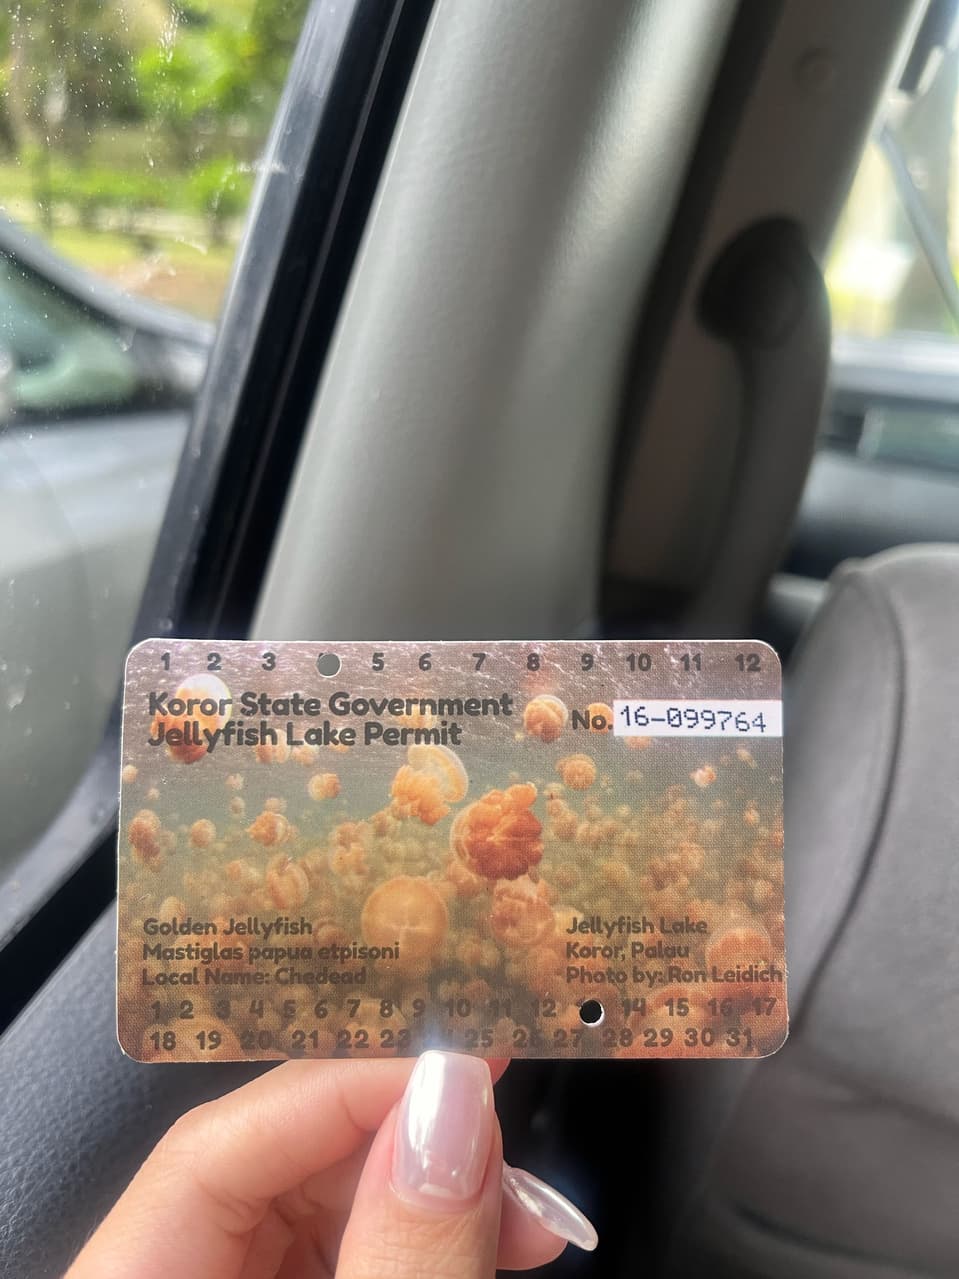 1 2 3 5 6 7 8 9 10 11 12
Koror State Government
Jellyfish Lake Permit
No. 16-099764
Golden Jellyfish
Mastiglas papua etpisoni
Local Name: Chedead
Jellyfish Lake
Koror, Palau
Photo by: Ron Leidich
1 2 3 4 5 6 7 8 9 10 11 12 14 15 16 17
18 19 20 21 22 23 25 26 27 28 29 30 31